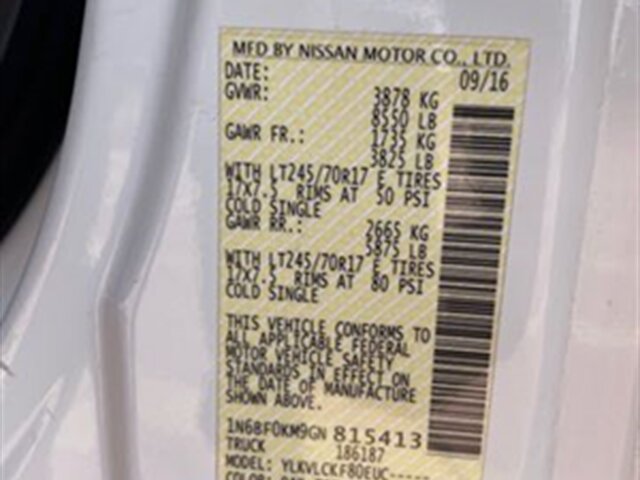 MFD BY NISSAN MOTOR CO., LTD.
DATE: 09/16
GVWR: 3878 KG
8550 LB
GAWR FR.: 1735 KG
3825 LB
WITH LT245/70R17 E TIRES
17X7.5 RIMS AT 50 PSI
COLD SINGLE
GAWR RR.: 2665 KG
5875 LB
WITH LT245/70R17 E TIRES
17X7.5 RIMS AT 80 PSI
COLD SINGLE
THIS VEHICLE CONFORMS TO
ALL APPLICABLE FEDERAL
MOTOR VEHICLE SAFETY
STANDARDS IN EFFECT ON
THE DATE OF MANUFACTURE
SHOWN ABOVE.
1N6BF0KM9GN 815413
TRUCK 186187
MODEL: YLKVLCKF80EUC-----